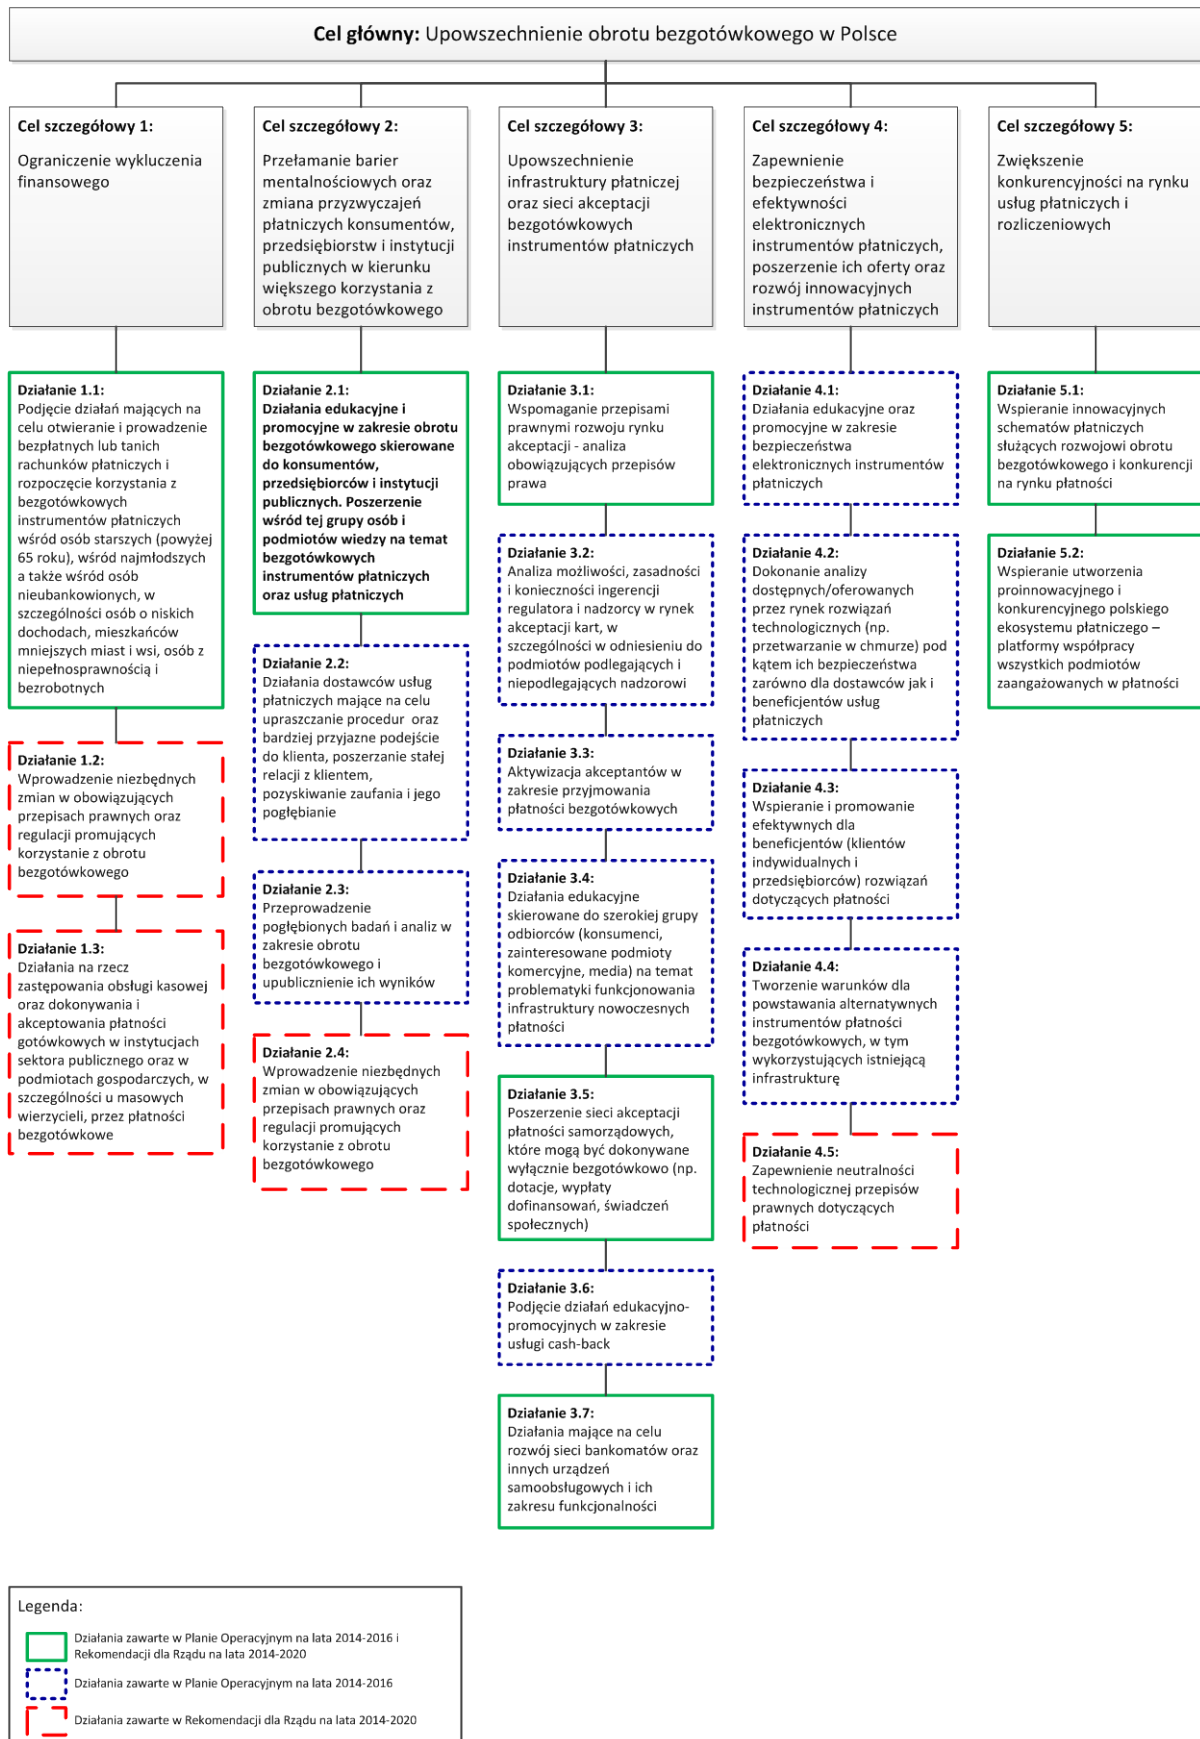 Cel główny: Upowszechnienie obrotu bezgotówkowego w Polsce
Cel szczegółowy 1:
Ograniczenie wykluczenia
finansowego
Cel szczegółowy 2:
Przełamanie barier
mentalnościowych oraz
zmiana przyzwyczajeń
płatniczych konsumentów,
przedsiębiorstw i instytucji
publicznych w kierunku
większego korzystania z
obrotu bezgotówkowego
Cel szczegółowy 3:
Upowszechnienie
infrastruktury płatniczej
oraz sieci akceptacji
bezgotówkowych
instrumentów płatniczych
Cel szczegółowy 4:
Zapewnienie
bezpieczeństwa i
efektywności
elektronicznych
instrumentów płatniczych,
poszerzenie ich oferty oraz
rozwój innowacyjnych
instrumentów płatniczych
Cel szczegółowy 5:
Zwiększenie
konkurencyjności na rynku
usług płatniczych i
rozliczeniowych
Działanie 1.1:
Podjęcie działań mających na
celu otwieranie i prowadzenie
bezpłatnych lub tanich
rachunków płatniczych i
rozpoczęcie korzystania z
bezgotówkowych
instrumentów płatniczych
wśród osób starszych (powyżej
65 roku), wśród najmłodszych
a także wśród osób
nieubankowionych, w
szczególności osób o niskich
dochodach, mieszkańców
mniejszych miast i wsi, osób z
niepełnosprawnością i
bezrobotnych
Działanie 1.2:
Wprowadzenie niezbędnych
zmian w obowiązujących
przepisach prawnych oraz
regulacji promujących
korzystanie z obrotu
bezgotówkowego
Działanie 1.3:
Działania na rzecz
zastępowania obsługi kasowej
oraz dokonywania i
akceptowania płatności
gotówkowych w instytucjach
sektora publicznego oraz w
podmiotach gospodarczych, w
szczególności u masowych
wierzycieli, przez płatności
bezgotówkowe
Działanie 2.1:
Działania edukacyjne i
promocyjne w zakresie obrotu
bezgotówkowego skierowane
do konsumentów,
przedsiębiorców i instytucji
publicznych. Poszerzenie
wśród tej grupy osób i
podmiotów wiedzy na temat
bezgotówkowych
instrumentów płatniczych
oraz usług płatniczych
Działanie 2.2:
Działania dostawców usług
płatniczych mające na celu
upraszczanie procedur oraz
bardziej przyjazne podejście
do klienta, poszerzanie stałej
relacji z klientem,
pozyskiwanie zaufania i jego
pogłębianie
Działanie 2.3:
Przeprowadzenie
pogłębionych badań i analiz w
zakresie obrotu
bezgotówkowego i
upublicznienie ich wyników
Działanie 2.4:
Wprowadzenie niezbędnych
zmian w obowiązujących
przepisach prawnych oraz
regulacji promujących
korzystanie z obrotu
bezgotówkowego
Działanie 3.1:
Wspomaganie przepisami
prawnymi rozwoju rynku
akceptacji - analiza
obowiązujących przepisów
prawa
Działanie 3.2:
Analiza możliwości, zasadności
i konieczności ingerencji
regulatora i nadzorcy w rynek
akceptacji kart, w
szczególności w odniesieniu do
podmiotów podlegających i
niepodlegających nadzorowi
Działanie 3.3:
Aktywizacja akceptantów w
zakresie przyjmowania
płatności bezgotówkowych
Działanie 3.4:
Działania edukacyjne
skierowane do szerokiej grupy
odbiorców (konsumenci,
zainteresowane podmioty
komercyjne, media) na temat
problematyki funkcjonowania
infrastruktury nowoczesnych
płatności
Działanie 3.5:
Poszerzenie sieci akceptacji
płatności samorządowych,
które mogą być dokonywane
wyłącznie bezgotówkowo (np.
dotacje, wypłaty
dofinansowań, świadczeń
społecznych)
Działanie 3.6:
Podjęcie działań edukacyjno-
promocyjnych w zakresie
usługi cash-back
Działanie 3.7:
Działania mające na celu
rozwój sieci bankomatów oraz
innych urządzeń
samoobsługowych i ich
zakresu funkcjonalności
Działanie 4.1:
Działania edukacyjne oraz
promocyjne w zakresie
bezpieczeństwa
elektronicznych instrumentów
płatniczych
Działanie 4.2:
Dokonanie analizy
dostępnych/oferowanych
przez rynek rozwiązań
technologicznych (np.
przetwarzanie w chmurze) pod
kątem ich bezpieczeństwa
zarówno dla dostawców jak i
beneficjentów usług
płatniczych
Działanie 4.3:
Wspieranie i promowanie
efektywnych dla
beneficjentów (klientów
indywidualnych i
przedsiębiorców) rozwiązań
dotyczących płatności
Działanie 4.4:
Tworzenie warunków dla
powstawania alternatywnych
instrumentów płatności
bezgotówkowych, w tym
wykorzystujących istniejącą
infrastrukturę
Działanie 4.5:
Zapewnienie neutralności
technologicznej przepisów
prawnych dotyczących
płatności
Działanie 5.1:
Wspieranie innowacyjnych
schematów płatniczych
służących rozwojowi obrotu
bezgotówkowego i konkurencji
na rynku płatności
Działanie 5.2:
Wspieranie utworzenia
proinnowacyjnego i
konkurencyjnego polskiego
ekosystemu płatniczego –
platformy współpracy
wszystkich podmiotów
zaangażowanych w płatności
Legenda:
Działania zawarte w Planie Operacyjnym na lata 2014-2016 i
Rekomendacji dla Rządu na lata 2014-2020
Działania zawarte w Planie Operacyjnym na lata 2014-2016
Działania zawarte w Rekomendacji dla Rządu na lata 2014-2020